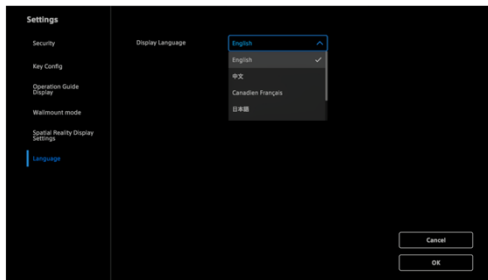 Settings
Security
Display Language
English
English
Key Config
中文
Operation Guide
Display
Canadien Français
日本語
Wallmount mode
Spatial Reality Display
Settings
Language
Cancel
OK